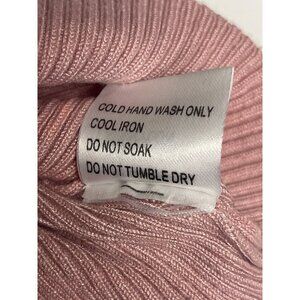 COLD HAND WASH ONLY
COOL IRON
DO NOT SOAK
DO NOT TUMBLE DRY